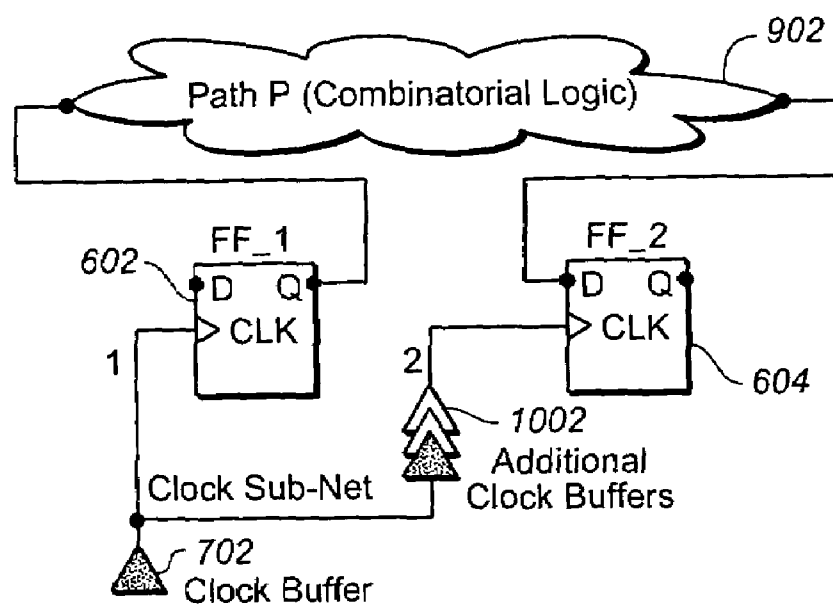 902
Path P (Combinatorial Logic)
FF_1
FF_2
602
D
Q
D
Q
CLK
CLK
1
2
604
1002
Additional
Clock Buffers
Clock Sub-Net
702
Clock Buffer